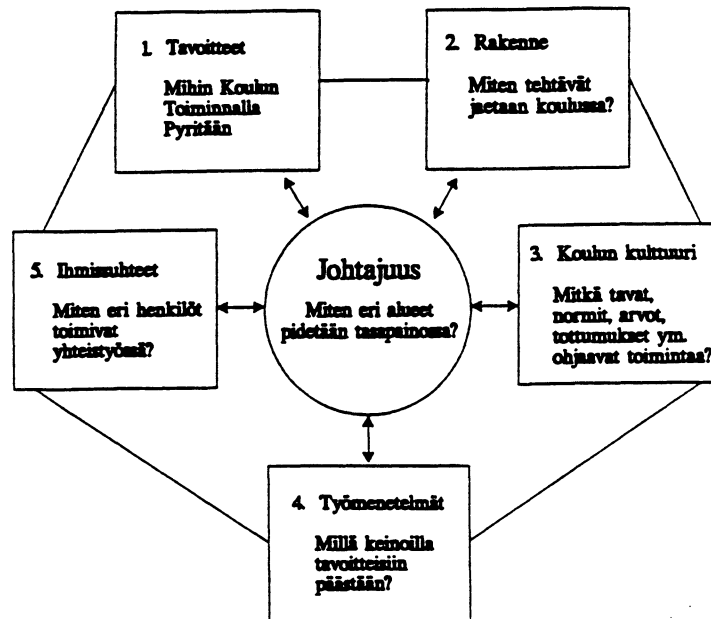 1. Tavoitteet
Mihin Koulun
Toiminnalla
Pyritään
2. Rakenne
Miten tehtävät
jaetaan koulussa?
3. Koulun kulttuuri
Mitkä tavat,
normit, arvot,
tottumukset ym.
ohjaavat toimintaa?
4. Työmenetelmät
Millä keinoilla
tavoitteisiin
päästään?
5. Ihmissuhteet
Miten eri henkilöt
toimivat
yhteistyössä?
Johtajuus
Miten eri alueet
pidetään tasapainossa?